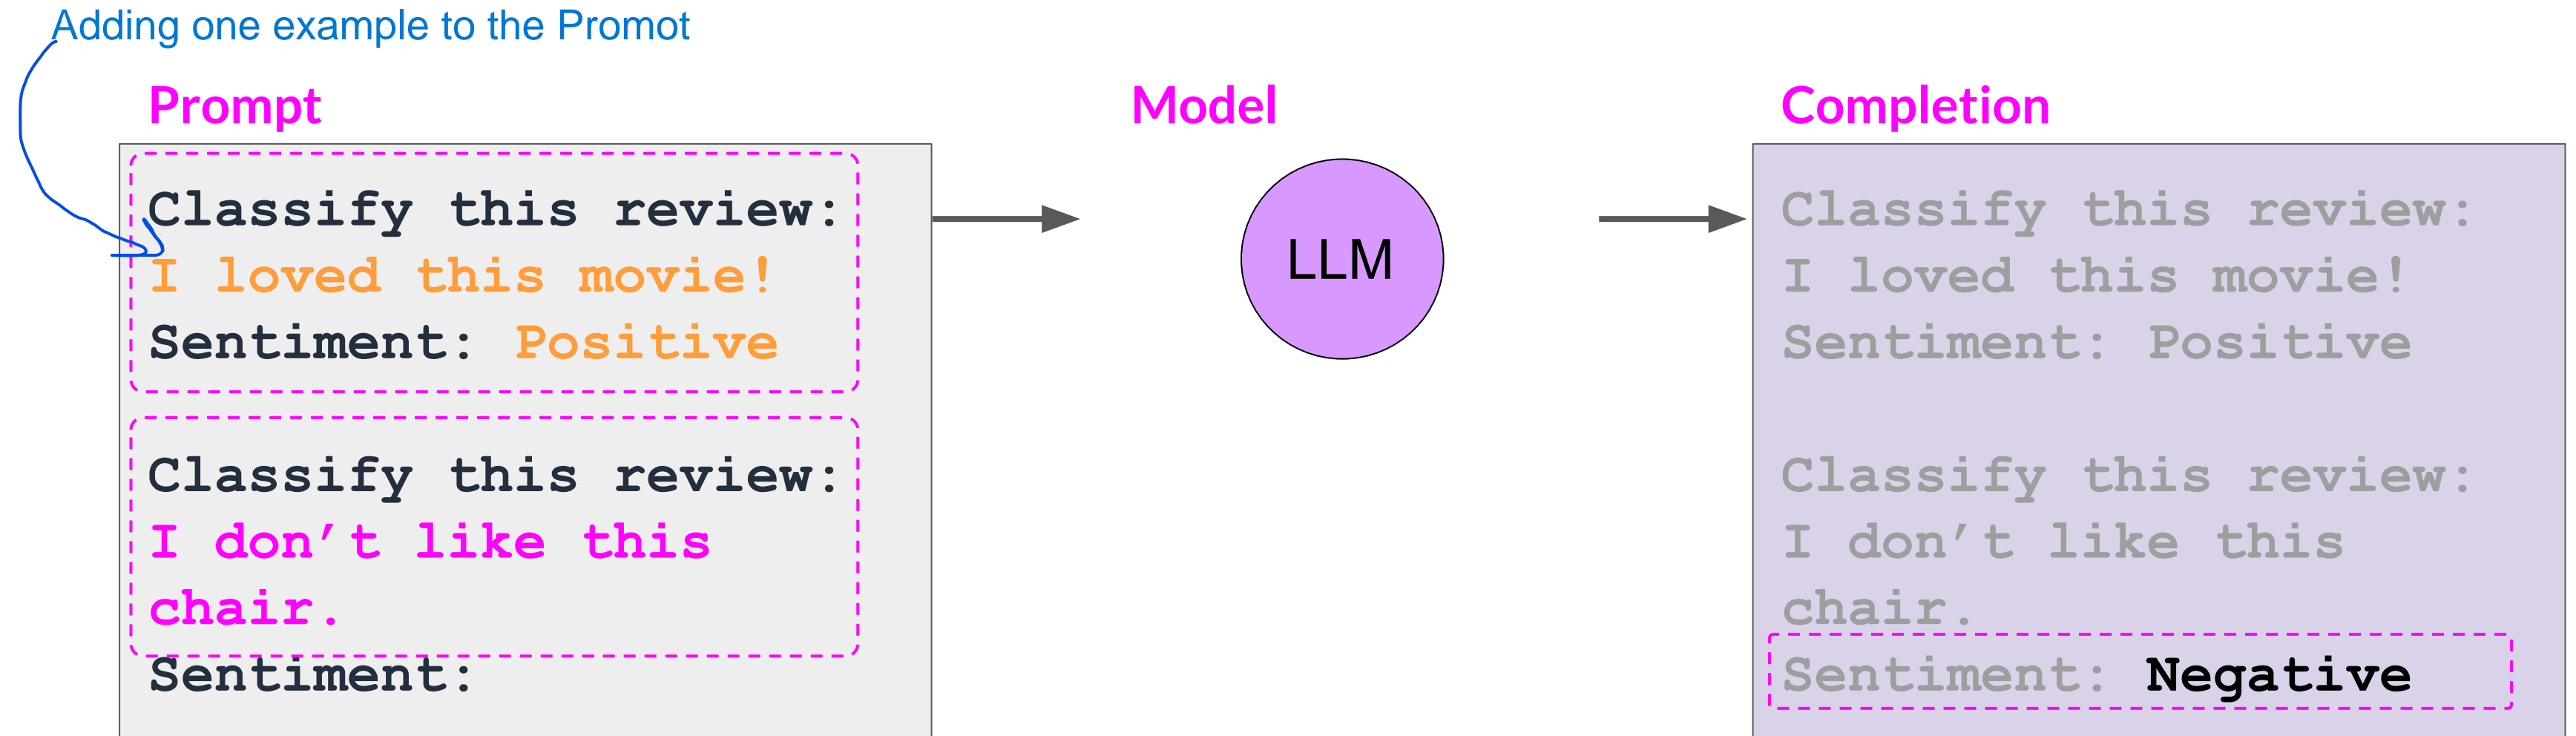 Adding one example to the Promot
Prompt
Classify this review:
I loved this movie!
Sentiment: Positive
Classify this review:
I don’t like this
chair.
Sentiment:
Model
LLM
Completion
Classify this review:
I loved this movie!
Sentiment: Positive
Classify this review:
I don’t like this
chair.
Sentiment: Negative